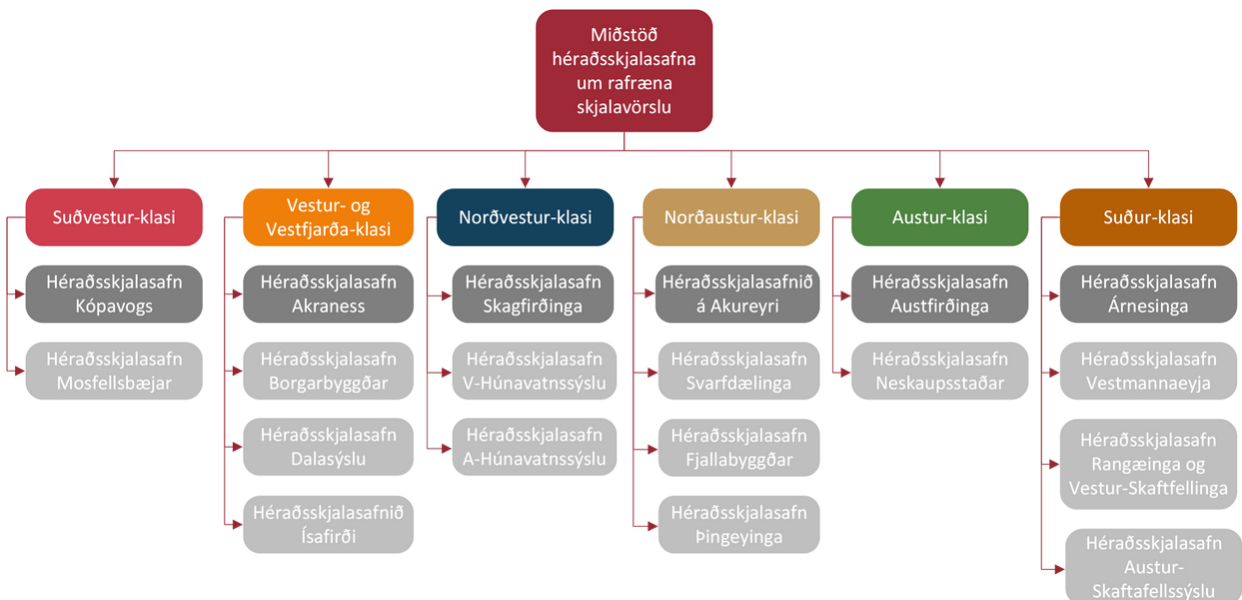 Miðstöð
héraðsskjalasafna
um rafræna
skjalavörslu
Suðvestur-klasi
Héraðsskjalasafn
Kópavogs
Héraðsskjalasafn
Mosfellsbæjar
Vestur- og
Vestfjarða-klasi
Héraðsskjalasafn
Akraness
Héraðsskjalasafn
Borgarbyggðar
Héraðsskjalasafn
Dalasýslu
Héraðsskjalasafnið
Ísafirði
Norðvestur-klasi
Héraðsskjalasafn
Skagfirðinga
Héraðsskjalasafn
V-Húnavatnssýslu
Héraðsskjalasafn
A-Húnavatnssýslu
Norðaustur-klasi
Héraðsskjalasafnið
á Akureyri
Héraðsskjalasafn
Svarfdælinga
Héraðsskjalasafn
Fjallabyggðar
Héraðsskjalasafn
Þingeyinga
Austur-klasi
Héraðsskjalasafn
Austfirðinga
Héraðsskjalasafn
Neskaupsstaðar
Suður-klasi
Héraðsskjalasafn
Árnesinga
Héraðsskjalasafn
Vestmannaeyja
Héraðsskjalasafn
Rangæinga og
Vestur-Skaftfellinga
Héraðsskjalasafn
Austur-
Skaftafellssýslu